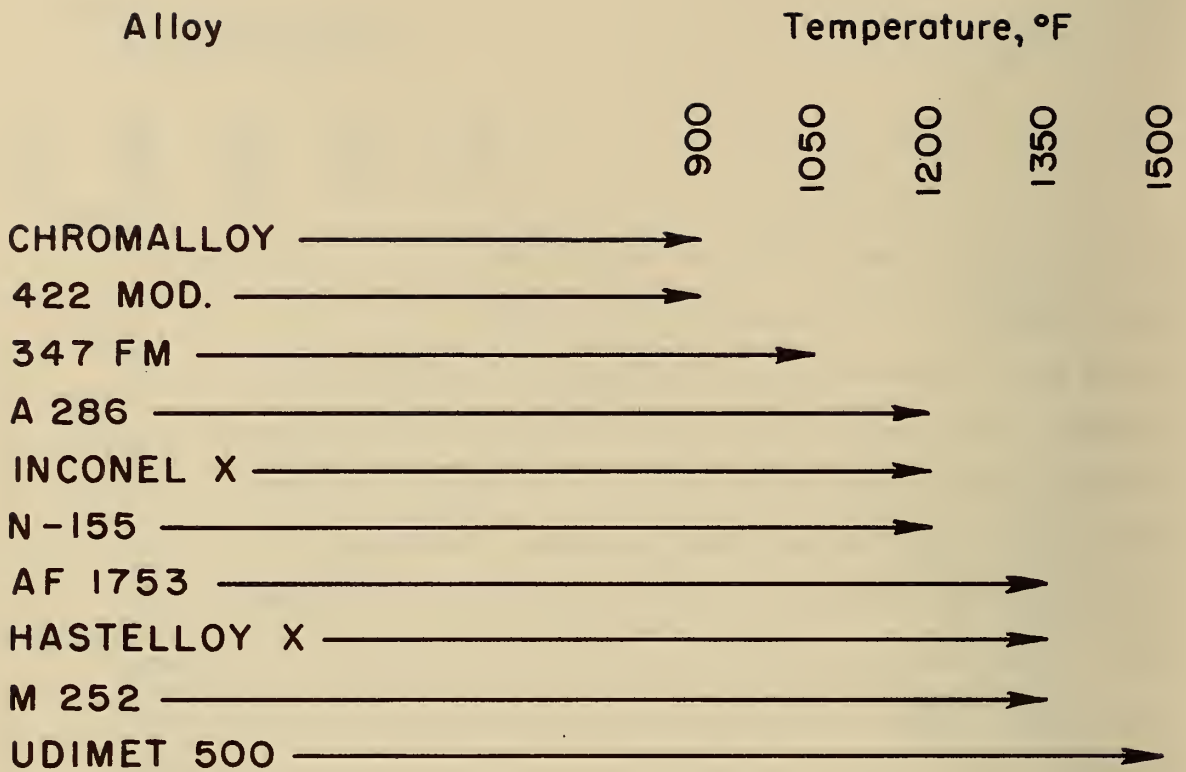 Alloy Temperature, °F
900 1050 1200 1350 1500
CHROMALLOY
422 MOD.
347 FM
A 286
INCONEL X
N-155
AF 1753
HASTELLOY X
M 252
UDIMET 500